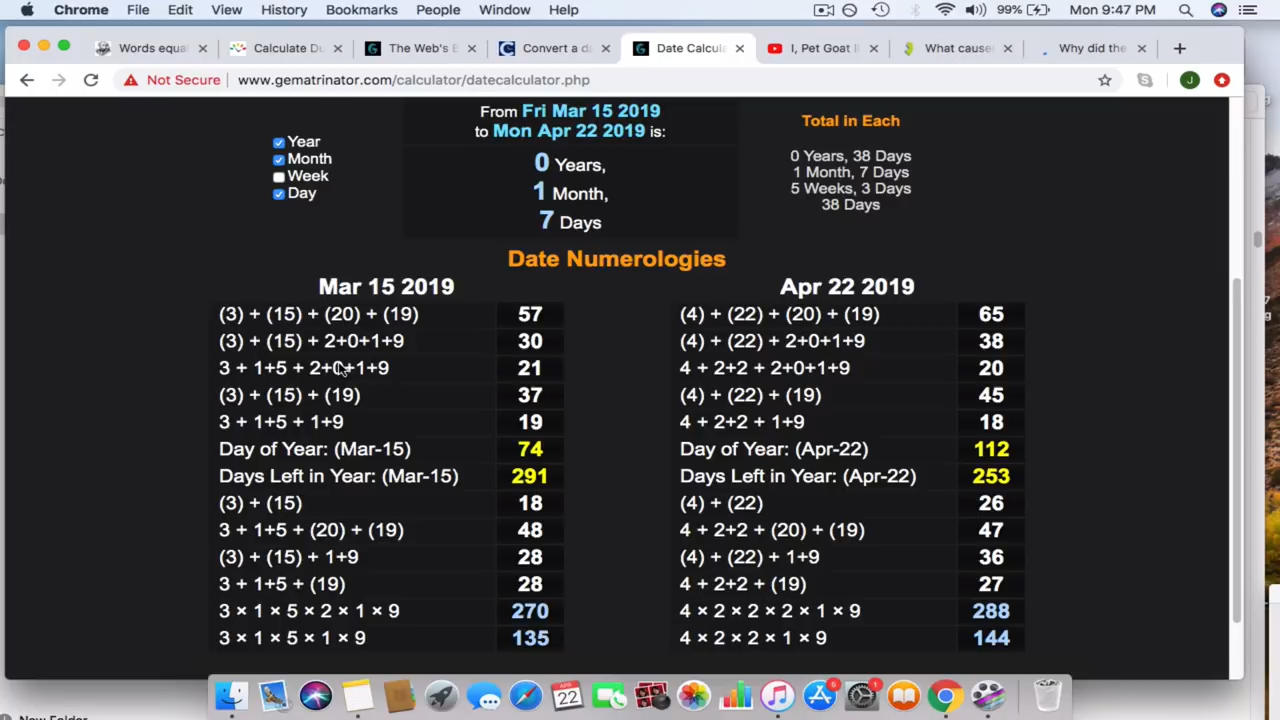 Chrome File Edit View History Bookmarks People Window Help 99% Mon 9:47 PM
Words equa Calculate Du The Web's E Convert a da Date Calcula I, Pet Goat I What cause Why did the
Not Secure www.gematrinator.com/calculator/datecalculator.php
From Fri Mar 15 2019
to Mon Apr 22 2019 is:
0 Years,
1 Month,
7 Days
Year
Month
Week
Day
Total in Each
0 Years, 38 Days
1 Month, 7 Days
5 Weeks, 3 Days
38 Days
Date Numerologies
Mar 15 2019
(3) + (15) + (20) + (19) 57
(3) + (15) + 2+0+1+9 30
3 + 1+5 + 2+0+1+9 21
(3) + (15) + (19) 37
3 + 1+5 + 1+9 19
Day of Year: (Mar-15) 74
Days Left in Year: (Mar-15) 291
(3) + (15) 18
3 + 1+5 + (20) + (19) 48
(3) + (15) + 1+9 28
3 + 1+5 + (19) 28
3 × 1 × 5 × 2 × 1 × 9 270
3 × 1 × 5 × 1 × 9 135
Apr 22 2019
(4) + (22) + (20) + (19) 65
(4) + (22) + 2+0+1+9 38
4 + 2+2 + 2+0+1+9 20
(4) + (22) + (19) 45
4 + 2+2 + 1+9 18
Day of Year: (Apr-22) 112
Days Left in Year: (Apr-22) 253
(4) + (22) 26
4 + 2+2 + (20) + (19) 47
(4) + (22) + 1+9 36
4 + 2+2 + (19) 27
4 × 2 × 2 × 2 × 1 × 9 288
4 × 2 × 2 × 1 × 9 144
APR
22
6
1
New Folder